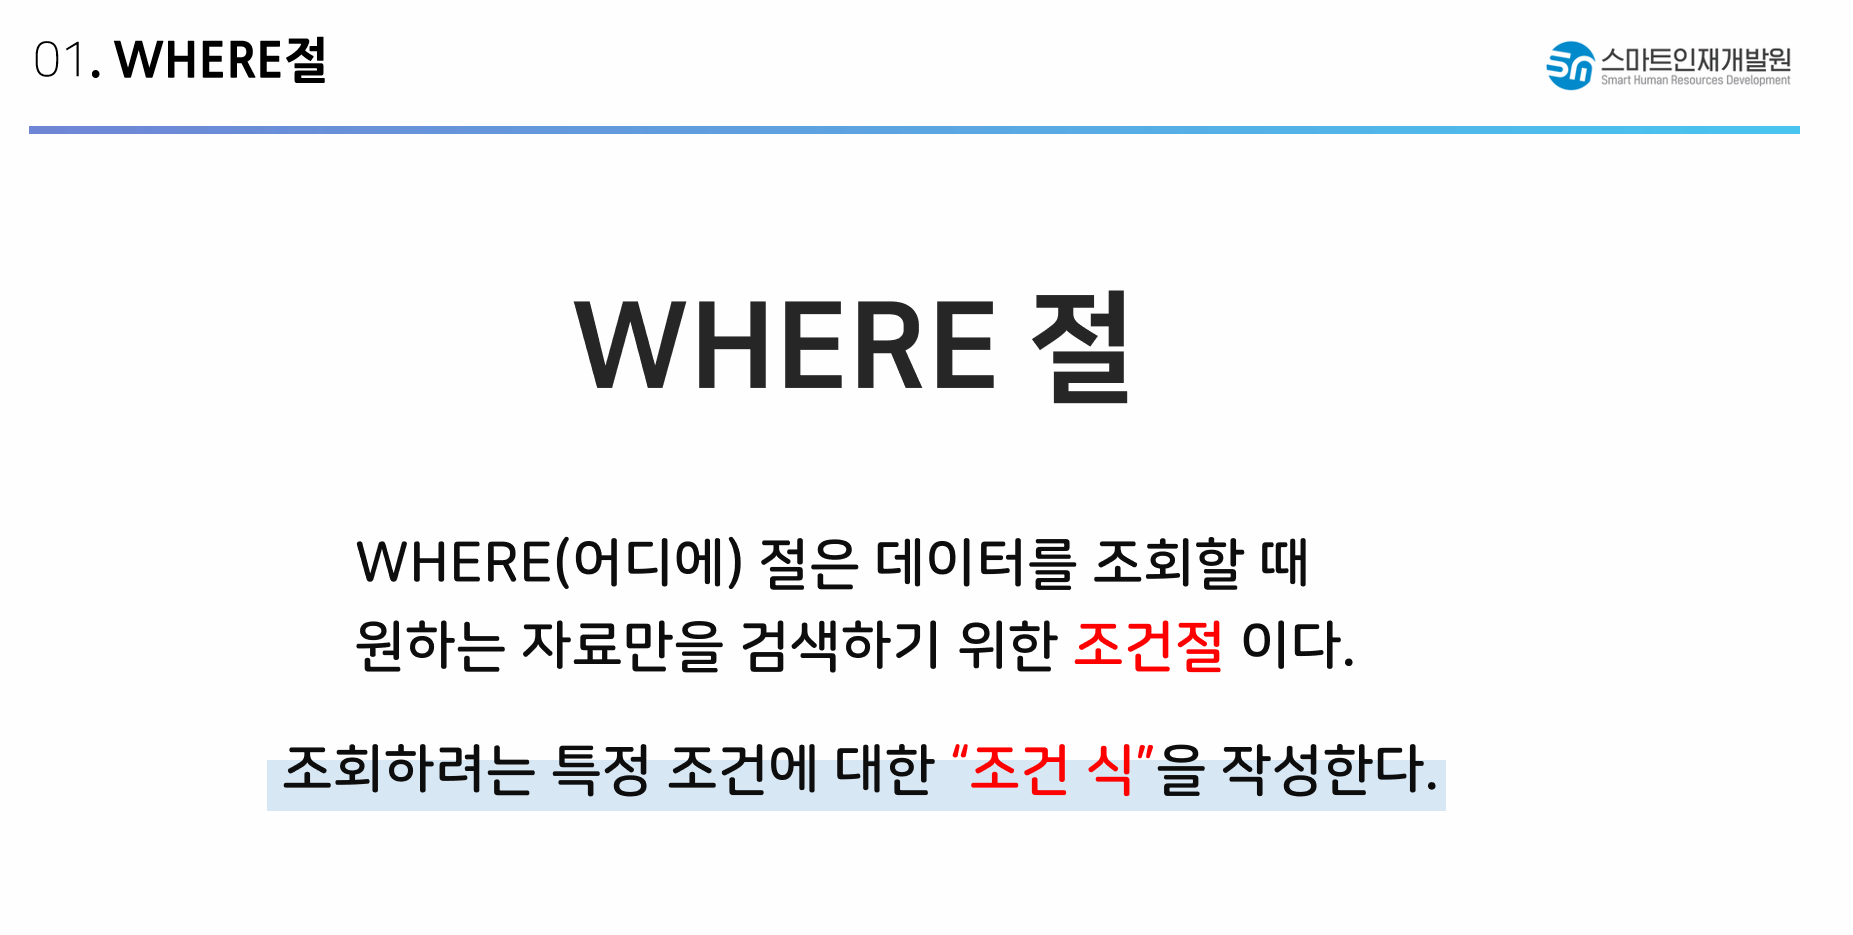 01. WHERE절
스마트인재개발원
Smart Human Resources Development
WHERE 절
WHERE(어디에) 절은 데이터를 조회할 때
원하는 자료만을 검색하기 위한 조건절 이다.
조회하려는 특정 조건에 대한 “조건 식”을 작성한다.